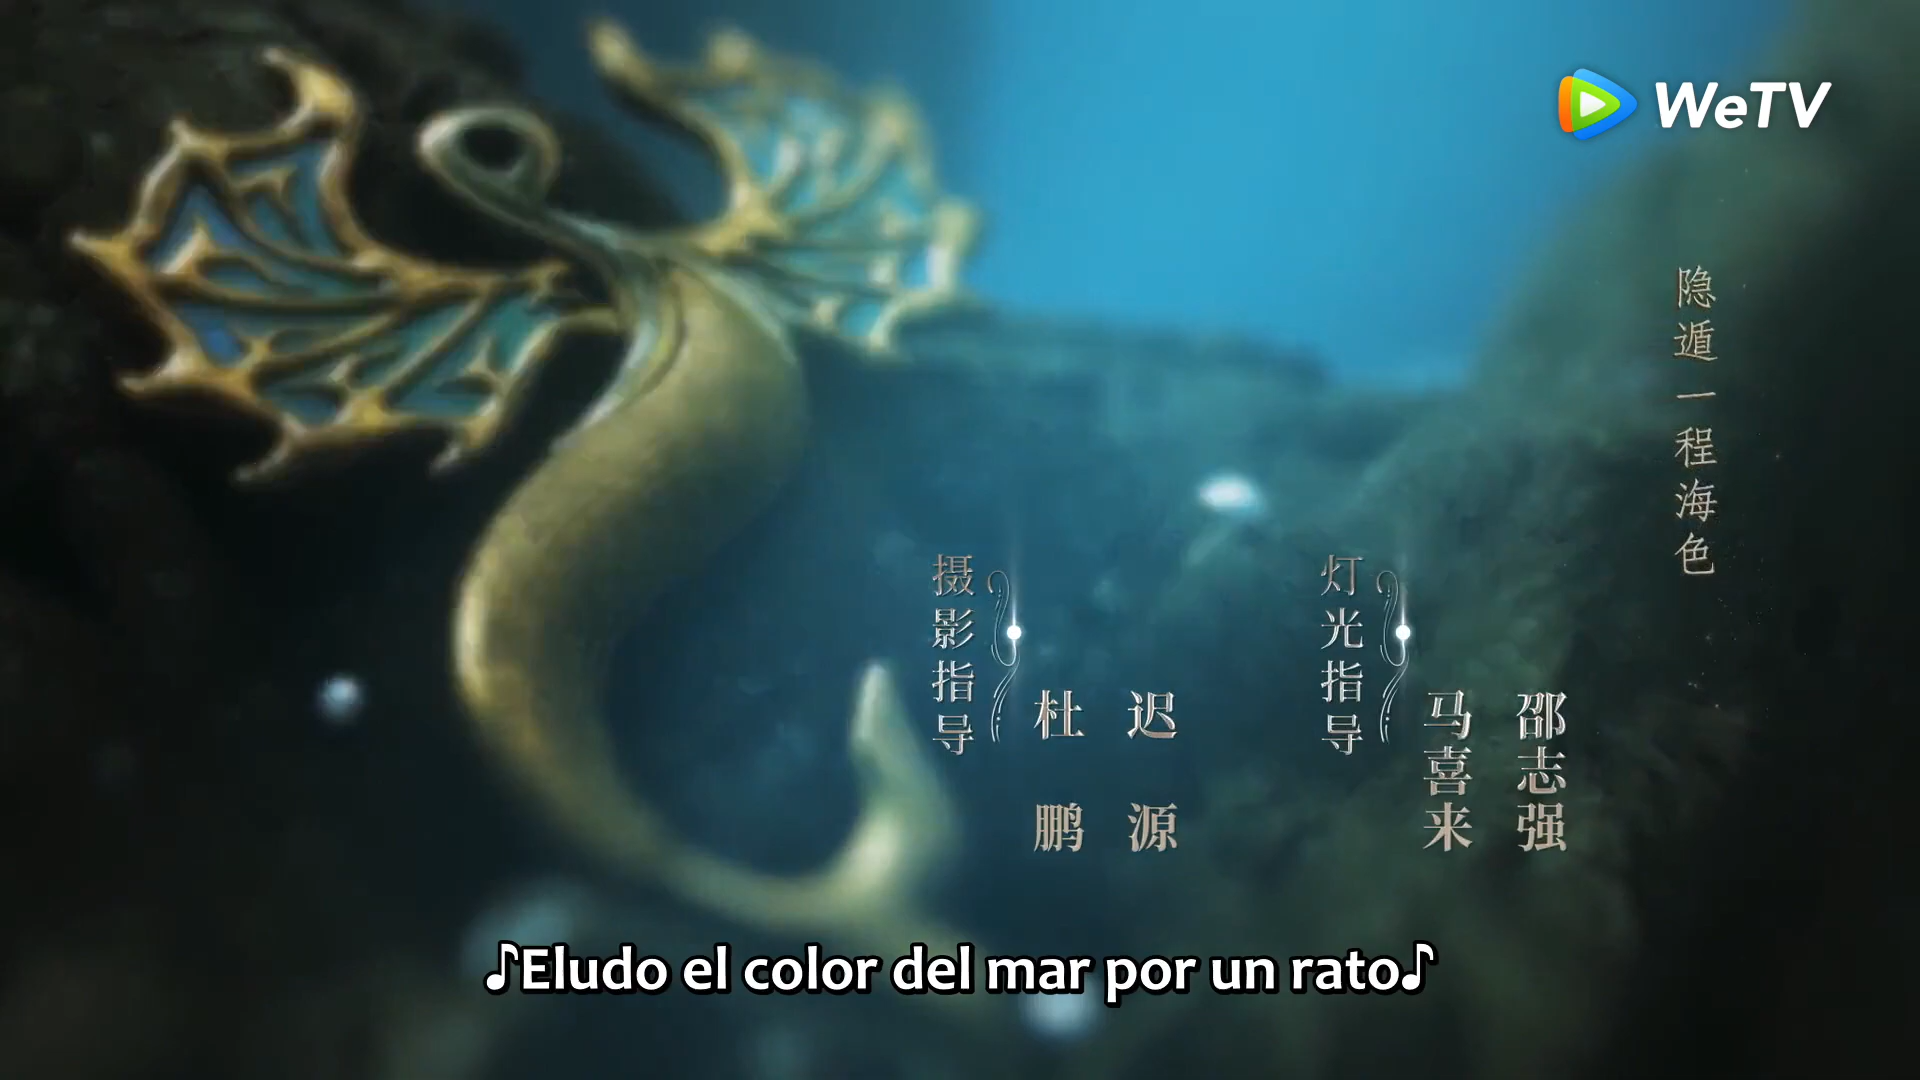 WeTV
隐遁一程海色
摄影指导
杜鹏
迟源
灯光指导
马喜来
邵志强
♪Eludo el color del mar por un rato♪